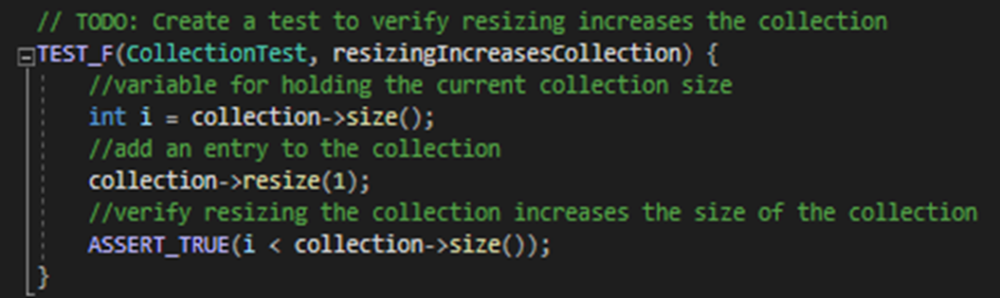 // TODO: Create a test to verify resizing increases the collection
TEST_F(CollectionTest, resizingIncreasesCollection) {
//variable for holding the current collection size
int i = collection->size();
//add an entry to the collection
collection->resize(1);
//verify resizing the collection increases the size of the collection
ASSERT_TRUE(i < collection->size());
}